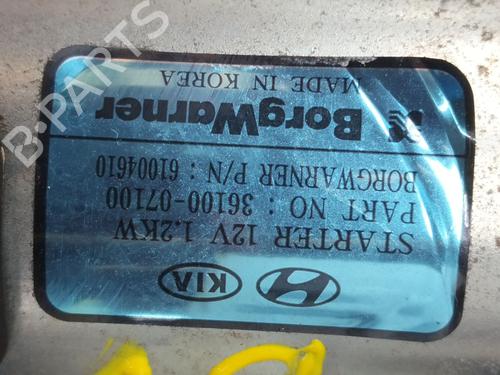 KIA
STARTER 12V 1.2KW
PART NO : 36100-07100
BORGWARNER P/N : 61004610
BorgWarner
MADE IN KOREA
B-PARTS